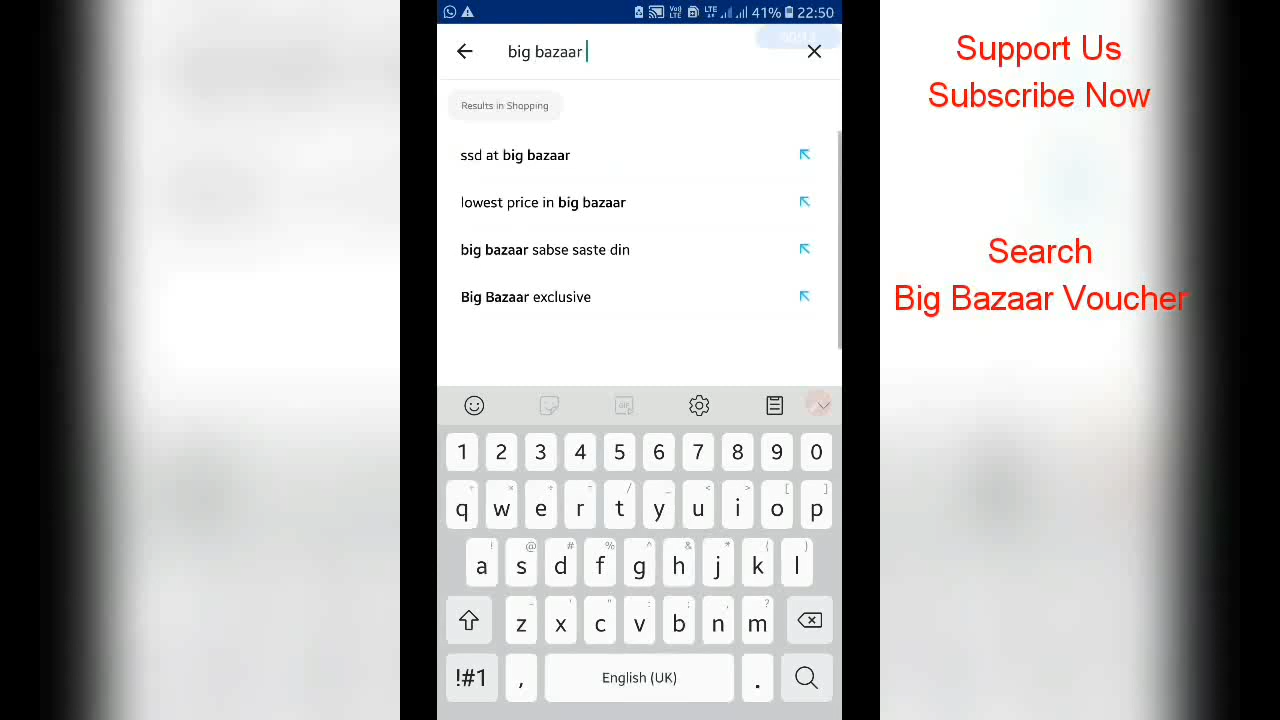 41% 22:50
big bazaar
Results in Shopping
ssd at big bazaar
lowest price in big bazaar
big bazaar sabse saste din
Big Bazaar exclusive
GIF
1 2 3 4 5 6 7 8 9 0
q w e r t y u i o p
a s d f g h j k l
z x c v b n m
!#1 , English (UK) .
Support Us
Subscribe Now
Search
Big Bazaar Voucher